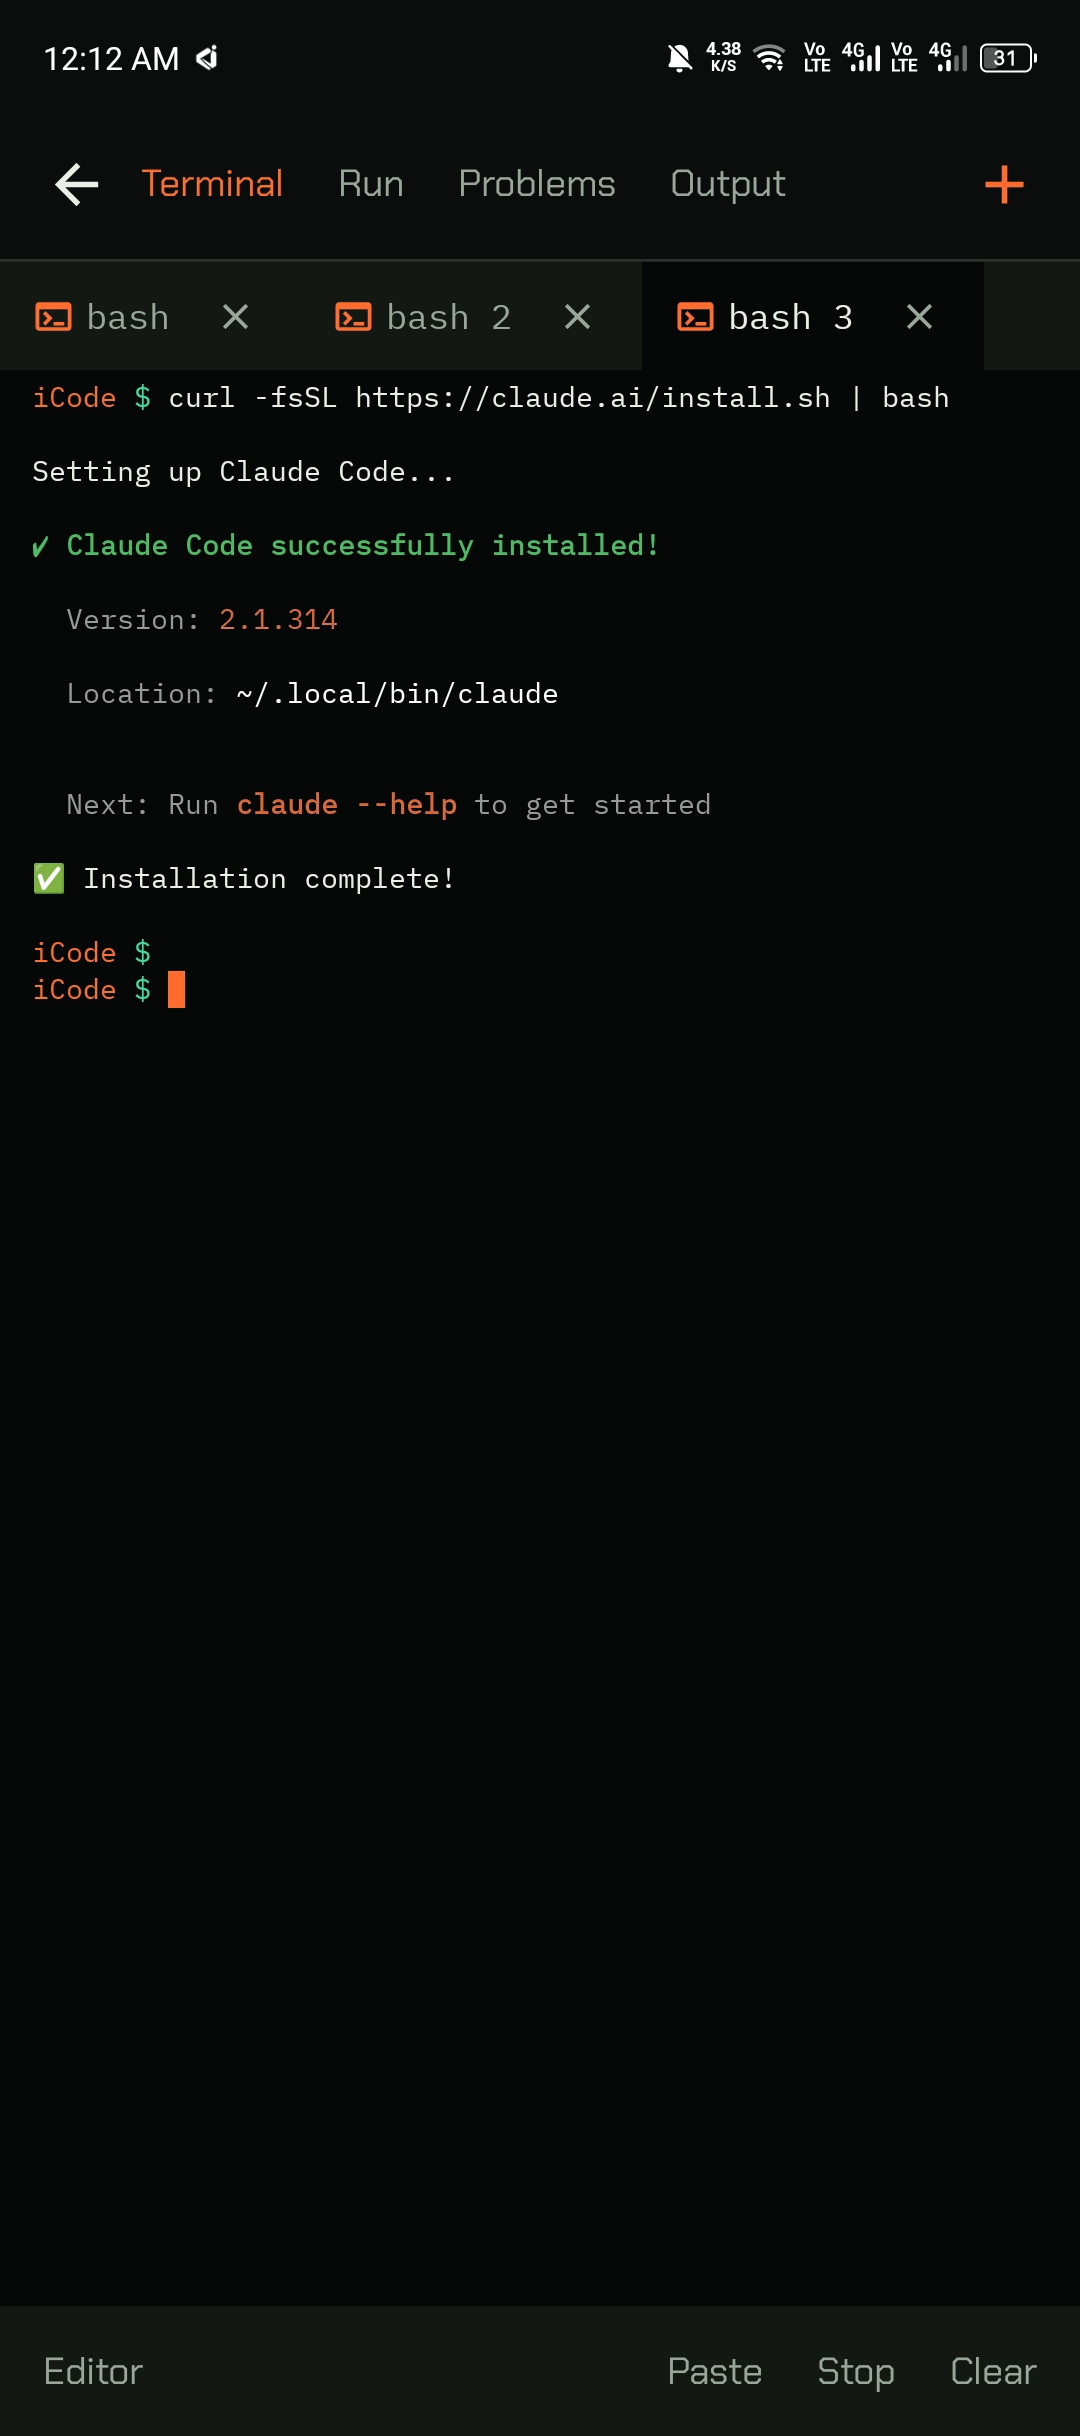 12:12 AM 4.38 K/S Vo LTE 4G Vo LTE 4G 31
Terminal Run Problems Output
bash bash 2 bash 3
iCode $ curl -fsSL https://claude.ai/install.sh | bash
Setting up Claude Code...
✔ Claude Code successfully installed!
Version: 2.1.314
Location: ~/.local/bin/claude
Next: Run claude --help to get started
✅ Installation complete!
iCode $
iCode $
Editor Paste Stop Clear